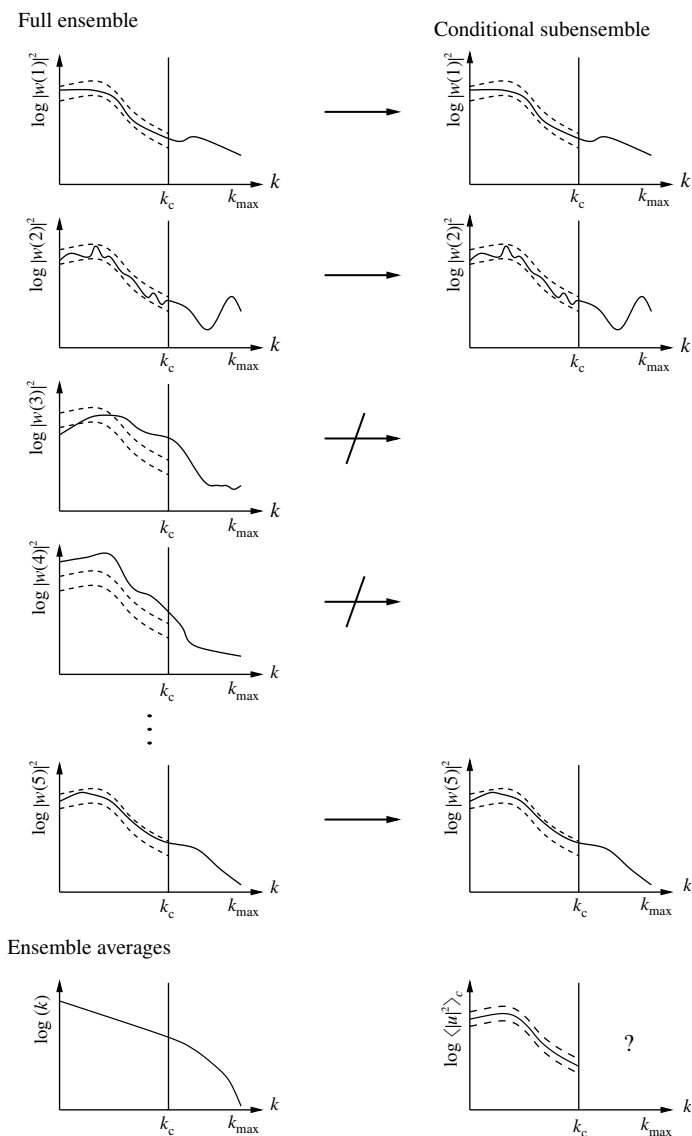 Full ensemble
Conditional subensemble
log |w(1)|²
k_c
k_max
k
log |w(1)|²
k_c
k_max
k
log |w(2)|²
k_c
k_max
k
log |w(2)|²
k_c
k_max
k
log |w(3)|²
k_c
k_max
k
log |w(4)|²
k_c
k_max
k
log |w(5)|²
k_c
k_max
k
log |w(5)|²
k_c
k_max
k
Ensemble averages
log (k)
k_c
k_max
k
log ⟨|u|²⟩_c
?
k_c
k_max
k